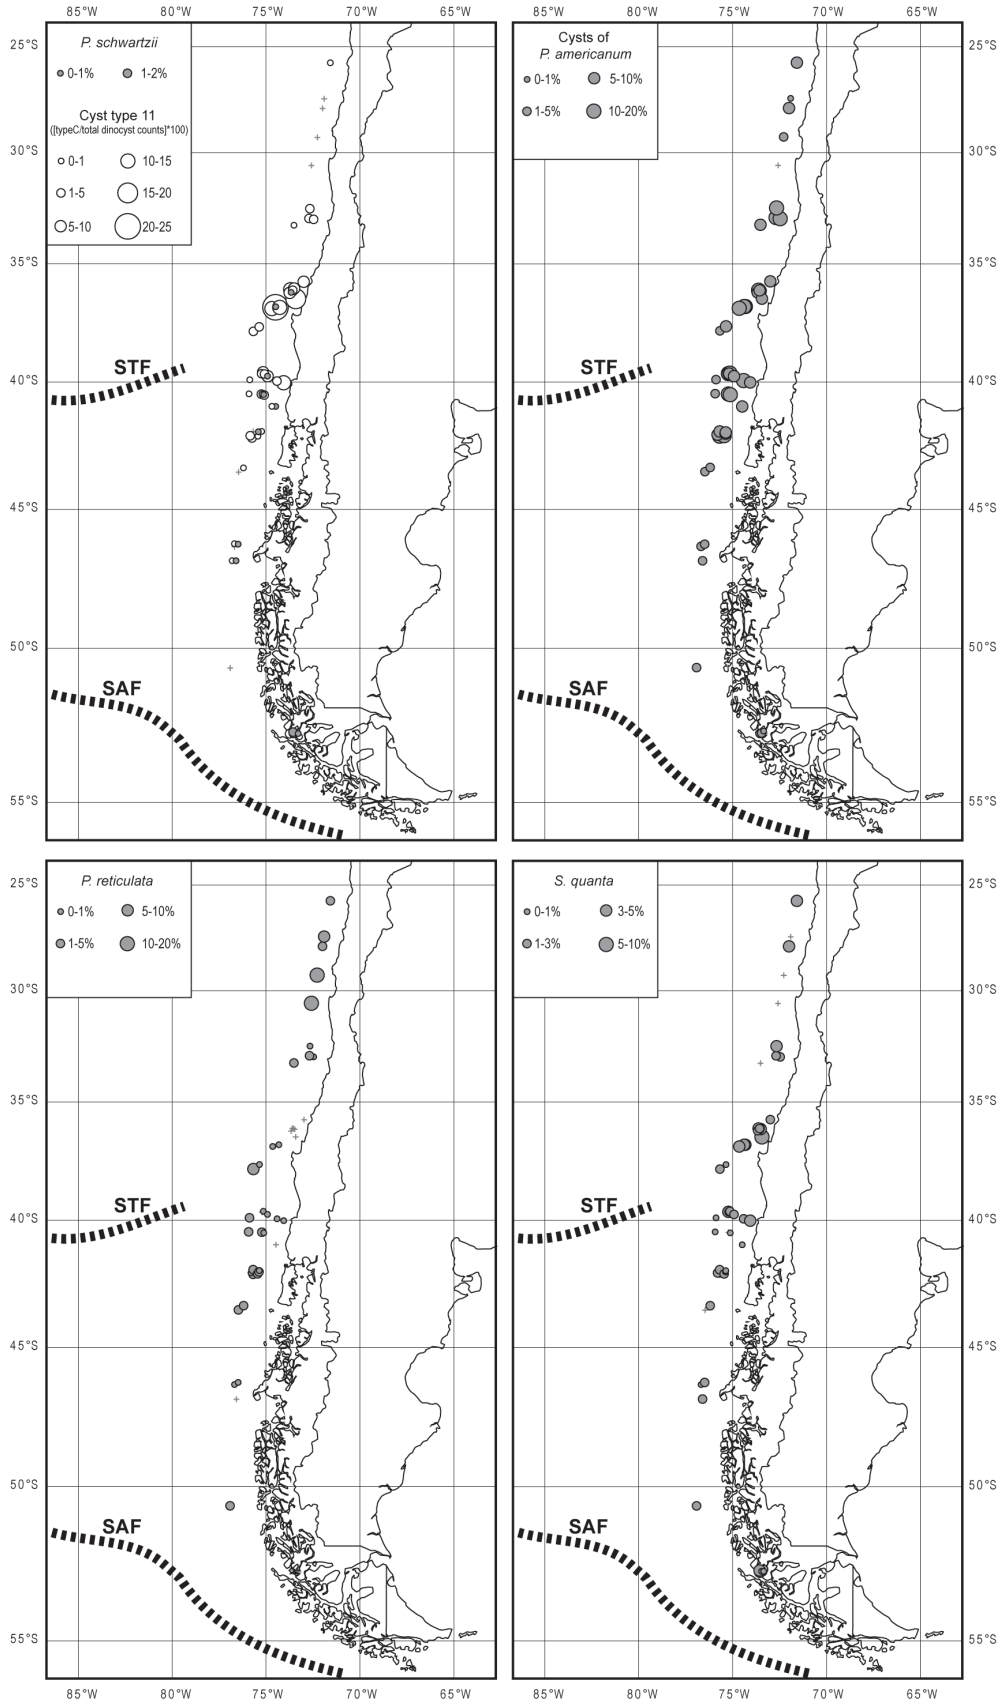 85°W 80°W 75°W 70°W 65°W 85°W 80°W 75°W 70°W 65°W
P. schwartzii
0-1% 1-2%
Cyst type 11
([typeC/total dinocyst counts]*100)
0-1 10-15
1-5 15-20
5-10 20-25
25°S
30°S
35°S
40°S
45°S
50°S
55°S
STF
SAF
Cysts of
P. americanum
0-1% 5-10%
1-5% 10-20%
25°S
30°S
35°S
40°S
45°S
50°S
55°S
STF
SAF
P. reticulata
0-1% 5-10%
1-5% 10-20%
25°S
30°S
35°S
40°S
45°S
50°S
55°S
STF
SAF
S. quanta
0-1% 3-5%
1-3% 5-10%
25°S
30°S
35°S
40°S
45°S
50°S
55°S
STF
SAF
85°W 80°W 75°W 70°W 65°W 85°W 80°W 75°W 70°W 65°W